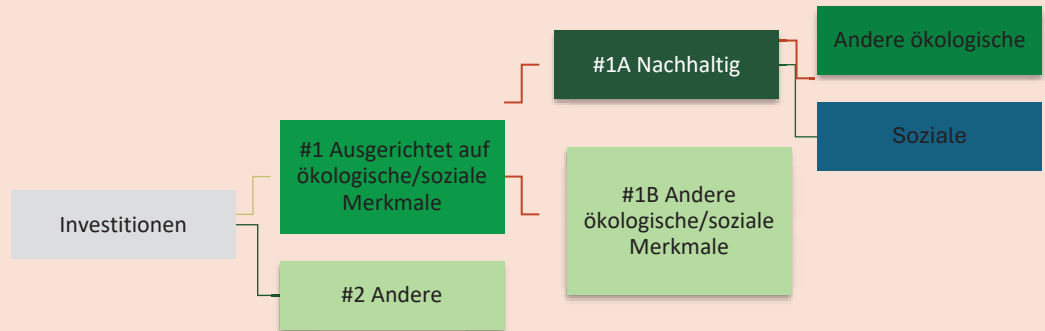 Investitionen
#1 Ausgerichtet auf
ökologische/soziale
Merkmale
#2 Andere
#1A Nachhaltig
#1B Andere
ökologische/soziale
Merkmale
Andere ökologische
Soziale